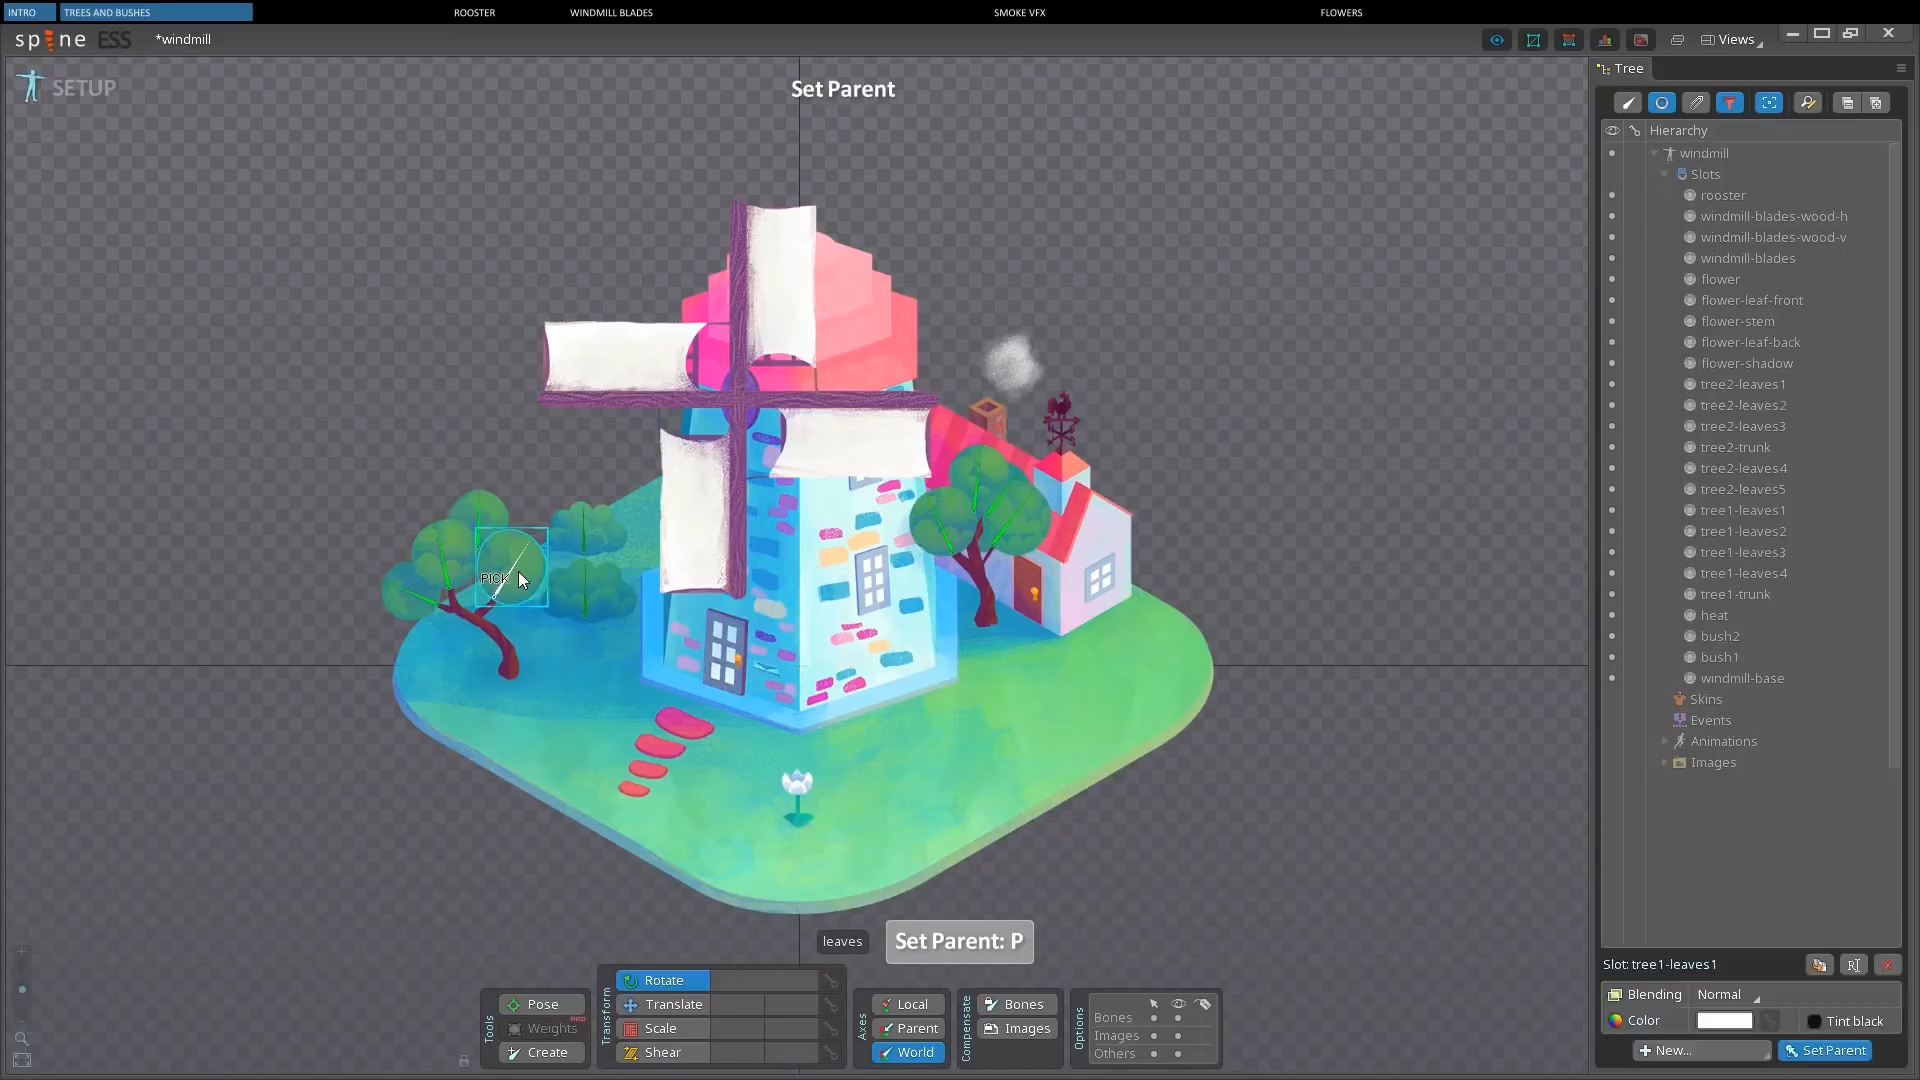 INTRO TREES AND BUSHES ROOSTER WINDMILL BLADES SMOKE VFX FLOWERS
spine ESS *windmill Views
SETUP
Set Parent
Tree
Hierarchy
windmill
Slots
rooster
windmill-blades-wood-h
windmill-blades-wood-v
windmill-blades
flower
flower-leaf-front
flower-stem
flower-leaf-back
flower-shadow
tree2-leaves1
tree2-leaves2
tree2-leaves3
tree2-trunk
tree2-leaves4
tree2-leaves5
tree1-leaves1
tree1-leaves2
tree1-leaves3
tree1-leaves4
tree1-trunk
heat
bush2
bush1
windmill-base
Skins
Events
Animations
Images
PICK
leaves
Set Parent: P
Tools
Pose
Weights PRO
Create
Transform
Rotate
Translate
Scale
Shear
Axes
Local
Parent
World
Compensate
Bones
Images
Options
Bones
Images
Others
Slot: tree1-leaves1
Blending Normal
Color Tint black
New... Set Parent